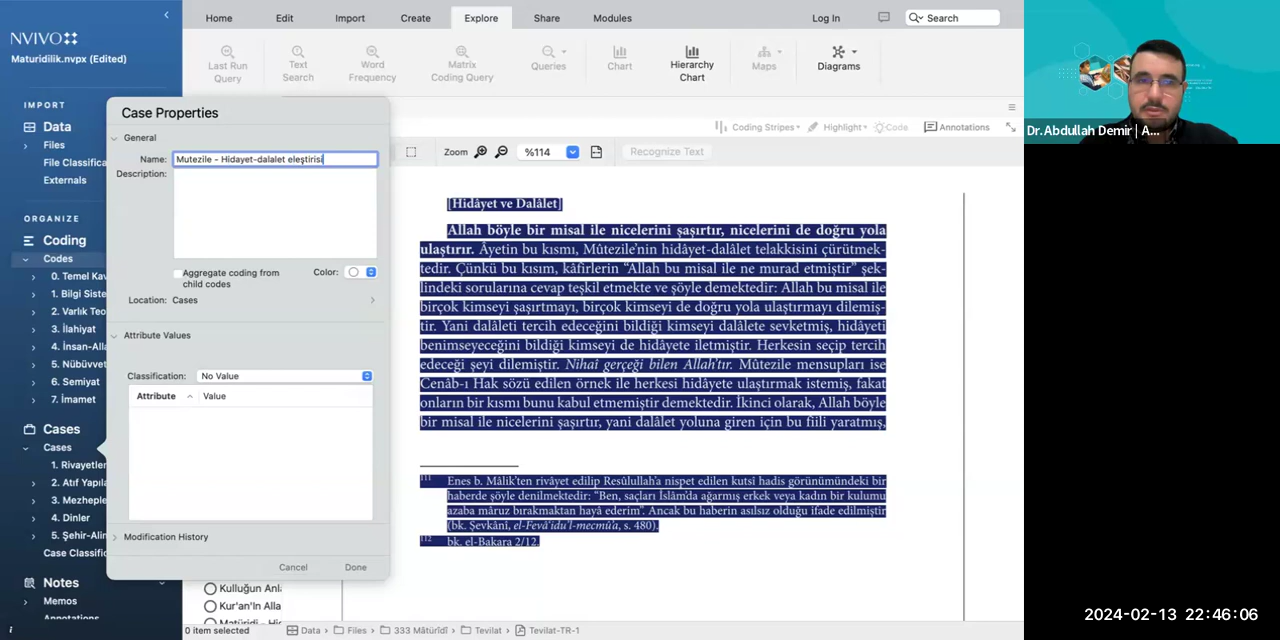 Home Edit Import Create Explore Share Modules Log In Search
NVIVO
Maturidilik.nvpx (Edited)
Last Run Query
Text Search
Word Frequency
Matrix Coding Query
Queries
Chart
Hierarchy Chart
Maps
Diagrams
IMPORT
Data
Files
File Classifica
Externals
ORGANIZE
Coding
Codes
0. Temel Kav
1. Bilgi Siste
2. Varlık Teo
3. İlahiyat
4. İnsan-Alla
5. Nübüvvet
6. Semiyat
7. İmamet
Cases
Cases
1. Rivayetler
2. Atıf Yapıla
3. Mezheple
4. Dinler
5. Şehir-Alin
Case Classific
Notes
Memos
Annotations
Case Properties
General
Name: Mutezile - Hidayet-dalalet eleştirisi
Description:
Aggregate coding from child codes
Color:
Location: Cases
Attribute Values
Classification: No Value
Attribute Value
Modification History
Cancel Done
Coding Stripes Highlight Code Annotations
Zoom %114 Recognize Text
[Hidâyet ve Dalâlet]
Allah böyle bir misal ile nicelerini şaşırtır, nicelerini de doğru yola
ulaştırır. Âyetin bu kısmı, Mûtezile’nin hidâyet-dalâlet telakkisini çürütmek-
tedir. Çünkü bu kısım, kâfirlerin “Allah bu misal ile ne murad etmiştir” şek-
lindeki sorularına cevap teşkil etmekte ve şöyle demektedir: Allah bu misal ile
birçok kimseyi şaşırtmayı, birçok kimseyi de doğru yola ulaştırmayı dilemiş-
tir. Yani dalâleti tercih edeceğini bildiği kimseyi dalâlete sevketmiş, hidâyeti
benimseyeceğini bildiği kimseyi de hidâyete iletmiştir. Herkesin seçip tercih
edeceği şeyi dilemiştir. Nihaî gerçeği bilen Allah’tır. Mûtezile mensupları ise
Cenâb-ı Hak sözü edilen örnek ile herkesi hidâyete ulaştırmak istemiş, fakat
onların bir kısmı bunu kabul etmemiştir demektedir. İkinci olarak, Allah böyle
bir misal ile nicelerini şaşırtır, yani dalâlet yoluna giren için bu fiili yaratmış,
111 Enes b. Mâlik’ten rivâyet edilip Resûlullah’a nispet edilen kutsî hadis görünümündeki bir
haberde şöyle denilmektedir: “Ben, saçları İslâm’da ağarmış erkek veya kadın bir kulumu
azaba mâruz bırakmaktan hayâ ederim”. Ancak bu haberin asılsız olduğu ifade edilmiştir
(bk. Şevkânî, el-Fevâ’idü’l-mecmû‘a, s. 480).
112 bk. el-Bakara 2/12.
Kulluğun Anla
Kur'an'In Alla
0 item selected Data Files 333 Mâtürîdî Tevilat Tevilat-TR-1
Dr.Abdullah Demir | A...
2024-02-13 22:46:06